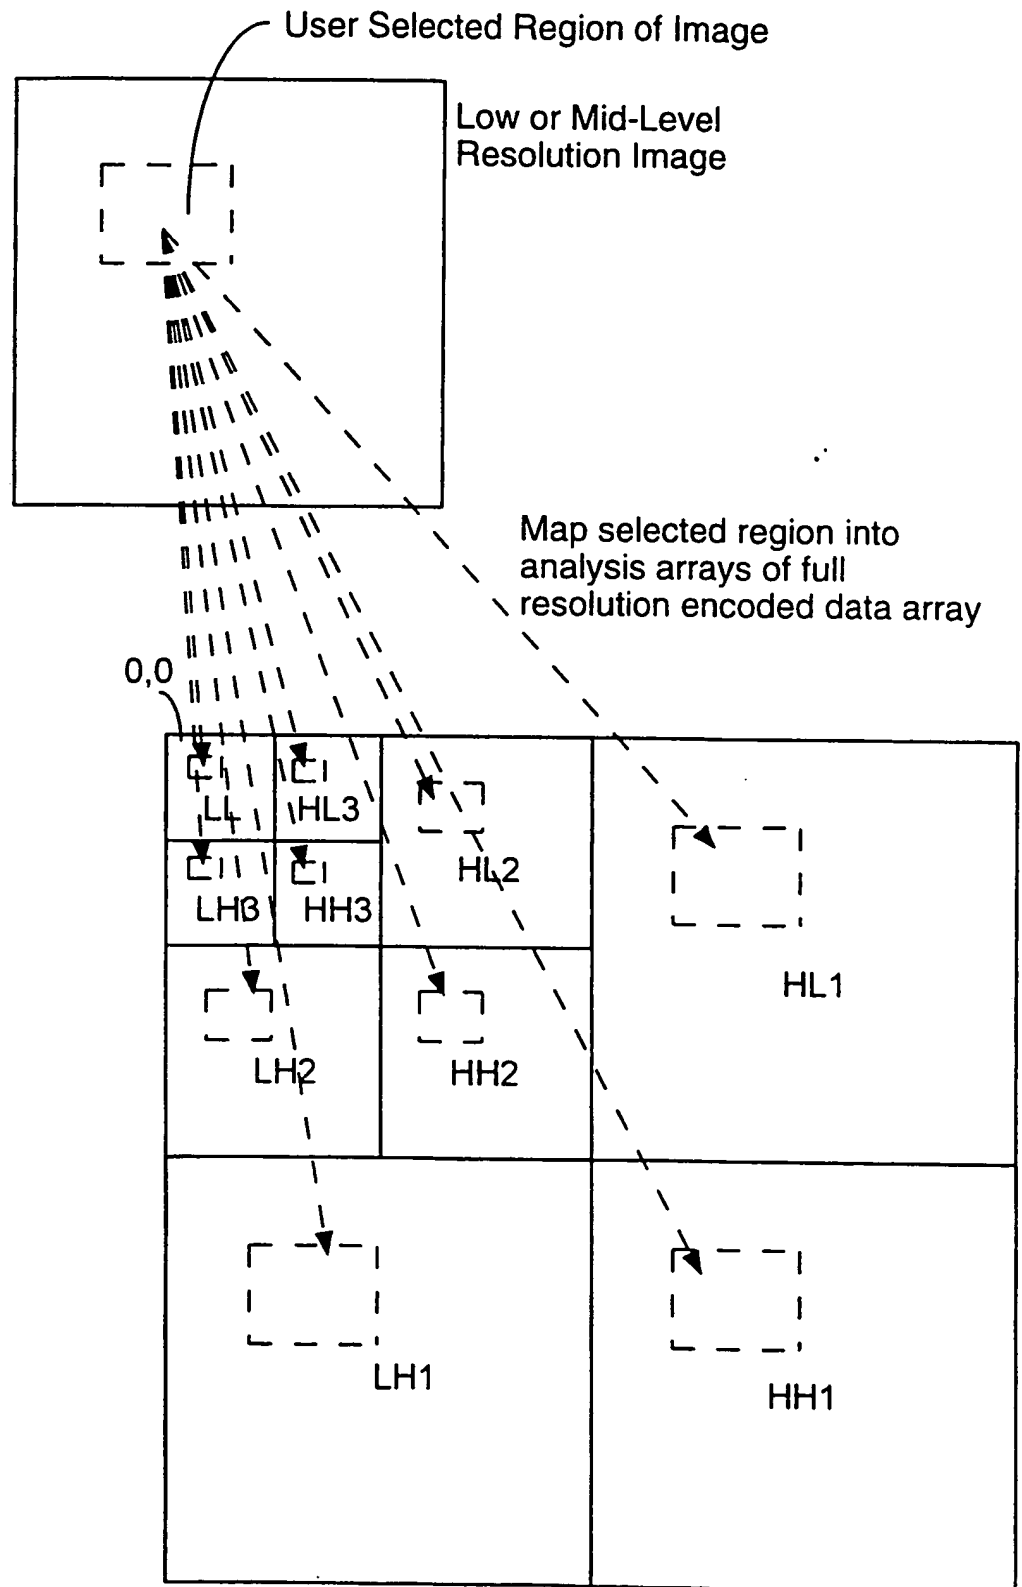 User Selected Region of Image
Low or Mid-Level
Resolution Image
Map selected region into
analysis arrays of full
resolution encoded data array
0,0
LL
HL3
HL2
HL1
LH3
HH3
LH2
HH2
LH1
HH1